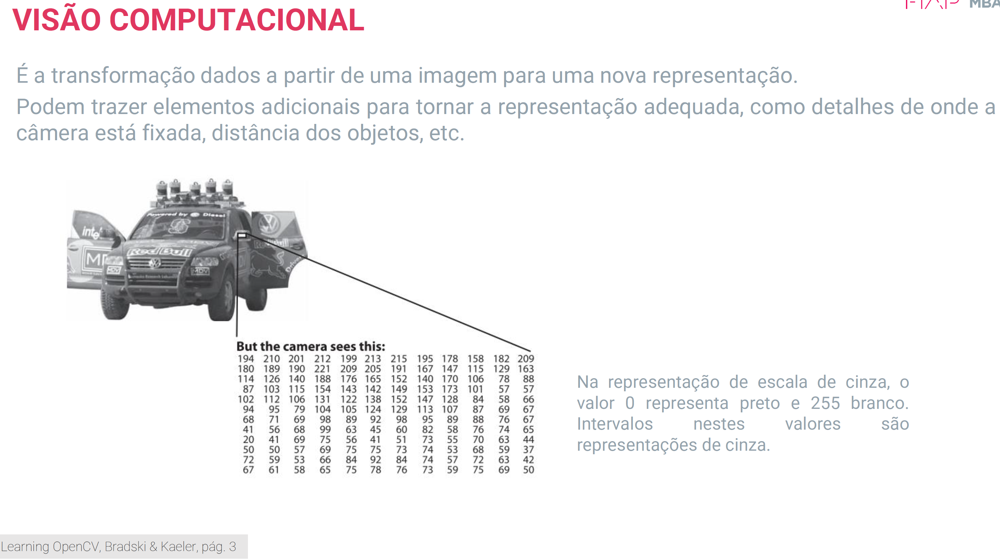 VISÃO COMPUTACIONAL
MBA
É a transformação dados a partir de uma imagem para uma nova representação.
Podem trazer elementos adicionais para tornar a representação adequada, como detalhes de onde a
câmera está fixada, distância dos objetos, etc.
Powered by Diesel
intel
Red Bull
RedBull
MDV
MDV
Driver
But the camera sees this:
194 210 201 212 199 213 215 195 178 158 182 209
180 189 190 221 209 205 191 167 147 115 129 163
114 126 140 188 176 165 152 140 170 106 78 88
87 103 115 154 143 142 149 153 173 101 57 57
102 112 106 131 122 138 152 147 128 84 58 66
94 95 79 104 105 124 129 113 107 87 69 67
68 71 69 98 89 92 98 95 89 88 76 67
41 56 68 99 63 45 60 82 58 76 74 65
20 41 69 75 56 41 51 73 55 70 63 44
50 50 57 69 75 75 73 74 53 68 59 37
72 59 53 66 84 92 84 74 57 72 63 42
67 61 58 65 75 78 76 73 59 75 69 50
Na representação de escala de cinza, o
valor 0 representa preto e 255 branco.
Intervalos nestes valores são
representações de cinza.
Learning OpenCV, Bradski & Kaeler, pág. 3